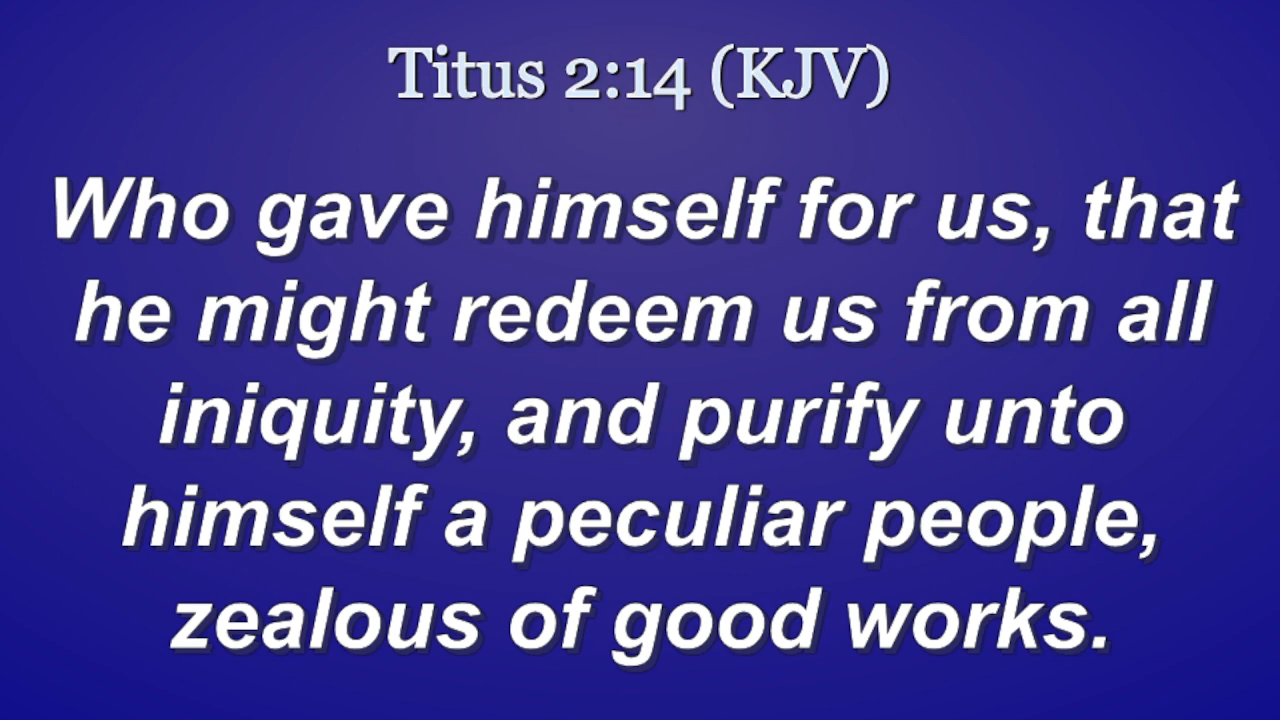 Titus 2:14 (KJV)
Who gave himself for us, that
he might redeem us from all
iniquity, and purify unto
himself a peculiar people,
zealous of good works.